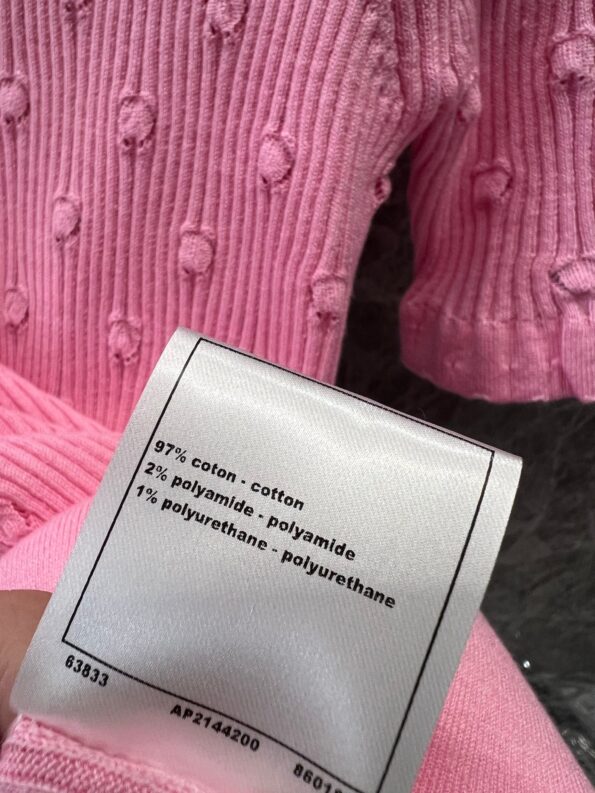 97% coton - cotton
2% polyamide - polyamide
1% polyurethane - polyurethane
63833
AP2144200